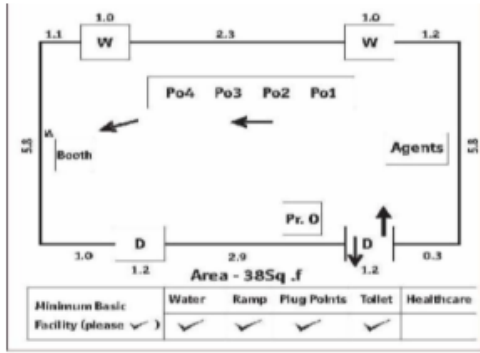 1.0 1.0
1.1 W 2.3 W 1.2
Po4 Po3 Po2 Po1
5.8 Booth Agents 5.8
Pr. O
D D
1.0 2.9 0.3
1.2 Area - 38Sq .f 1.2
Minimum Basic Water Ramp Plug Points Toilet Healthcare
Facility (please ✓ ) ✓ ✓ ✓ ✓